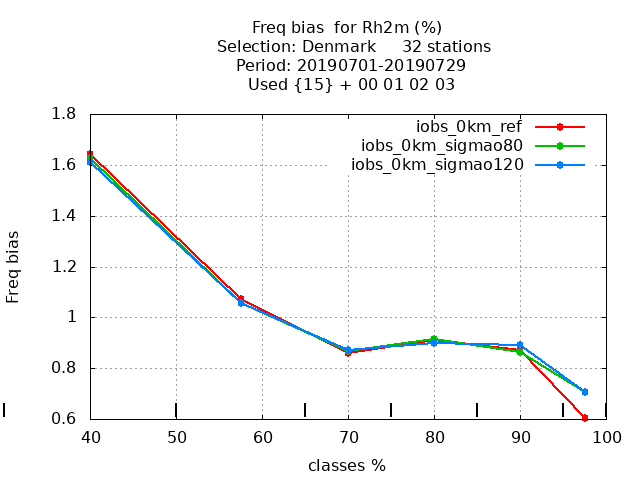 Freq bias  for Rh2m (%)
Selection: Denmark     32 stations
Period: 20190701-20190729
Used {15} + 00 01 02 03
iobs_0km_ref
iobs_0km_sigmao80
iobs_0km_sigmao120
1.8
1.6
1.4
1.2
1
0.8
0.6
Freq bias
40 50 60 70 80 90 100
classes %